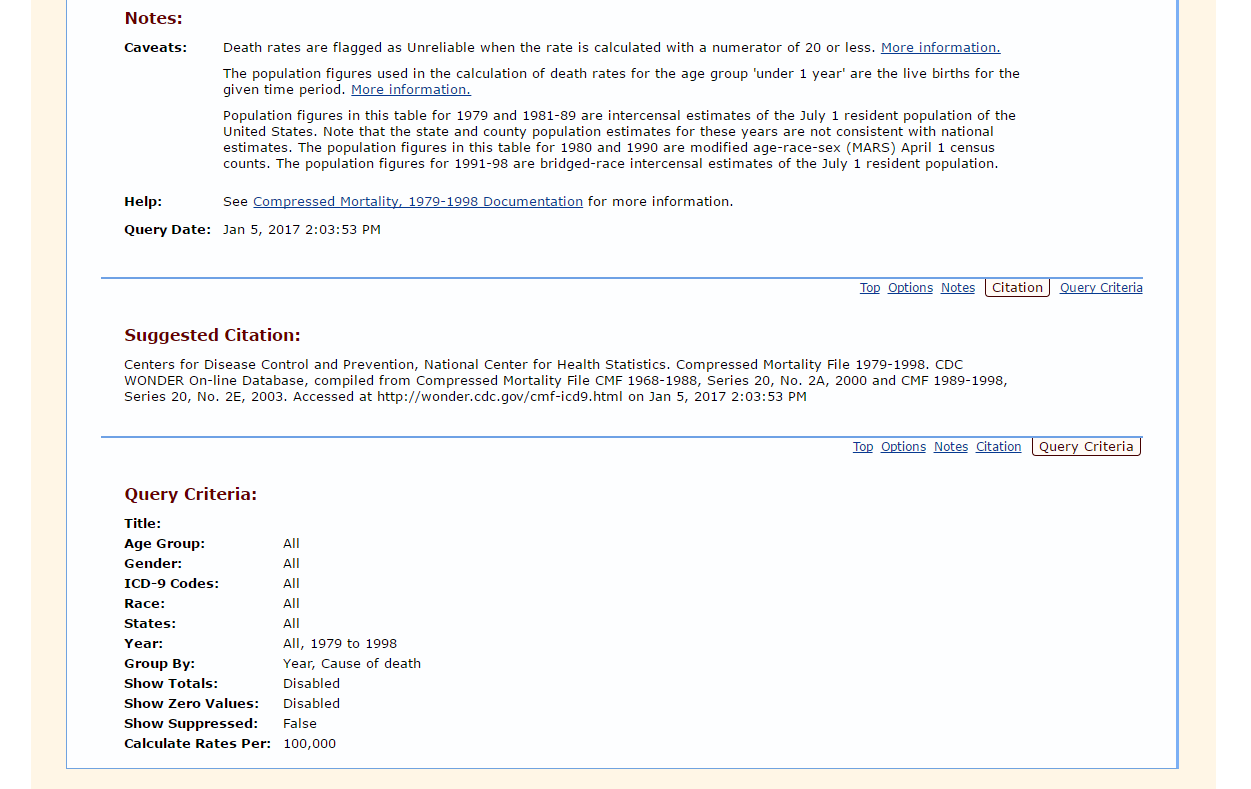 Notes:
Caveats: Death rates are flagged as Unreliable when the rate is calculated with a numerator of 20 or less. More information.
The population figures used in the calculation of death rates for the age group 'under 1 year' are the live births for the
given time period. More information.
Population figures in this table for 1979 and 1981-89 are intercensal estimates of the July 1 resident population of the
United States. Note that the state and county population estimates for these years are not consistent with national
estimates. The population figures in this table for 1980 and 1990 are modified age-race-sex (MARS) April 1 census
counts. The population figures for 1991-98 are bridged-race intercensal estimates of the July 1 resident population.
Help: See Compressed Mortality, 1979-1998 Documentation for more information.
Query Date: Jan 5, 2017 2:03:53 PM
Top Options Notes Citation Query Criteria
Suggested Citation:
Centers for Disease Control and Prevention, National Center for Health Statistics. Compressed Mortality File 1979-1998. CDC
WONDER On-line Database, compiled from Compressed Mortality File CMF 1968-1988, Series 20, No. 2A, 2000 and CMF 1989-1998,
Series 20, No. 2E, 2003. Accessed at http://wonder.cdc.gov/cmf-icd9.html on Jan 5, 2017 2:03:53 PM
Top Options Notes Citation Query Criteria
Query Criteria:
Title:
Age Group: All
Gender: All
ICD-9 Codes: All
Race: All
States: All
Year: All, 1979 to 1998
Group By: Year, Cause of death
Show Totals: Disabled
Show Zero Values: Disabled
Show Suppressed: False
Calculate Rates Per: 100,000